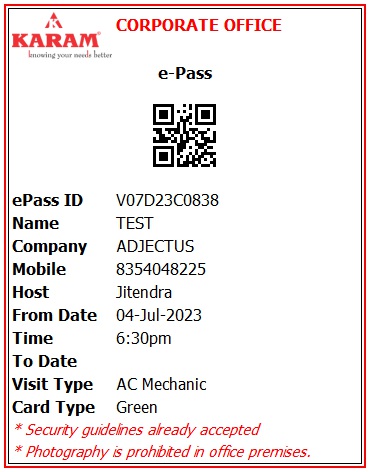 CORPORATE OFFICE
KARAM®
knowing your needs better
e-Pass
ePass ID V07D23C0838
Name TEST
Company ADJECTUS
Mobile 8354048225
Host Jitendra
From Date 04-Jul-2023
Time 6:30pm
To Date
Visit Type AC Mechanic
Card Type Green
* Security guidelines already accepted
* Photography is prohibited in office premises.